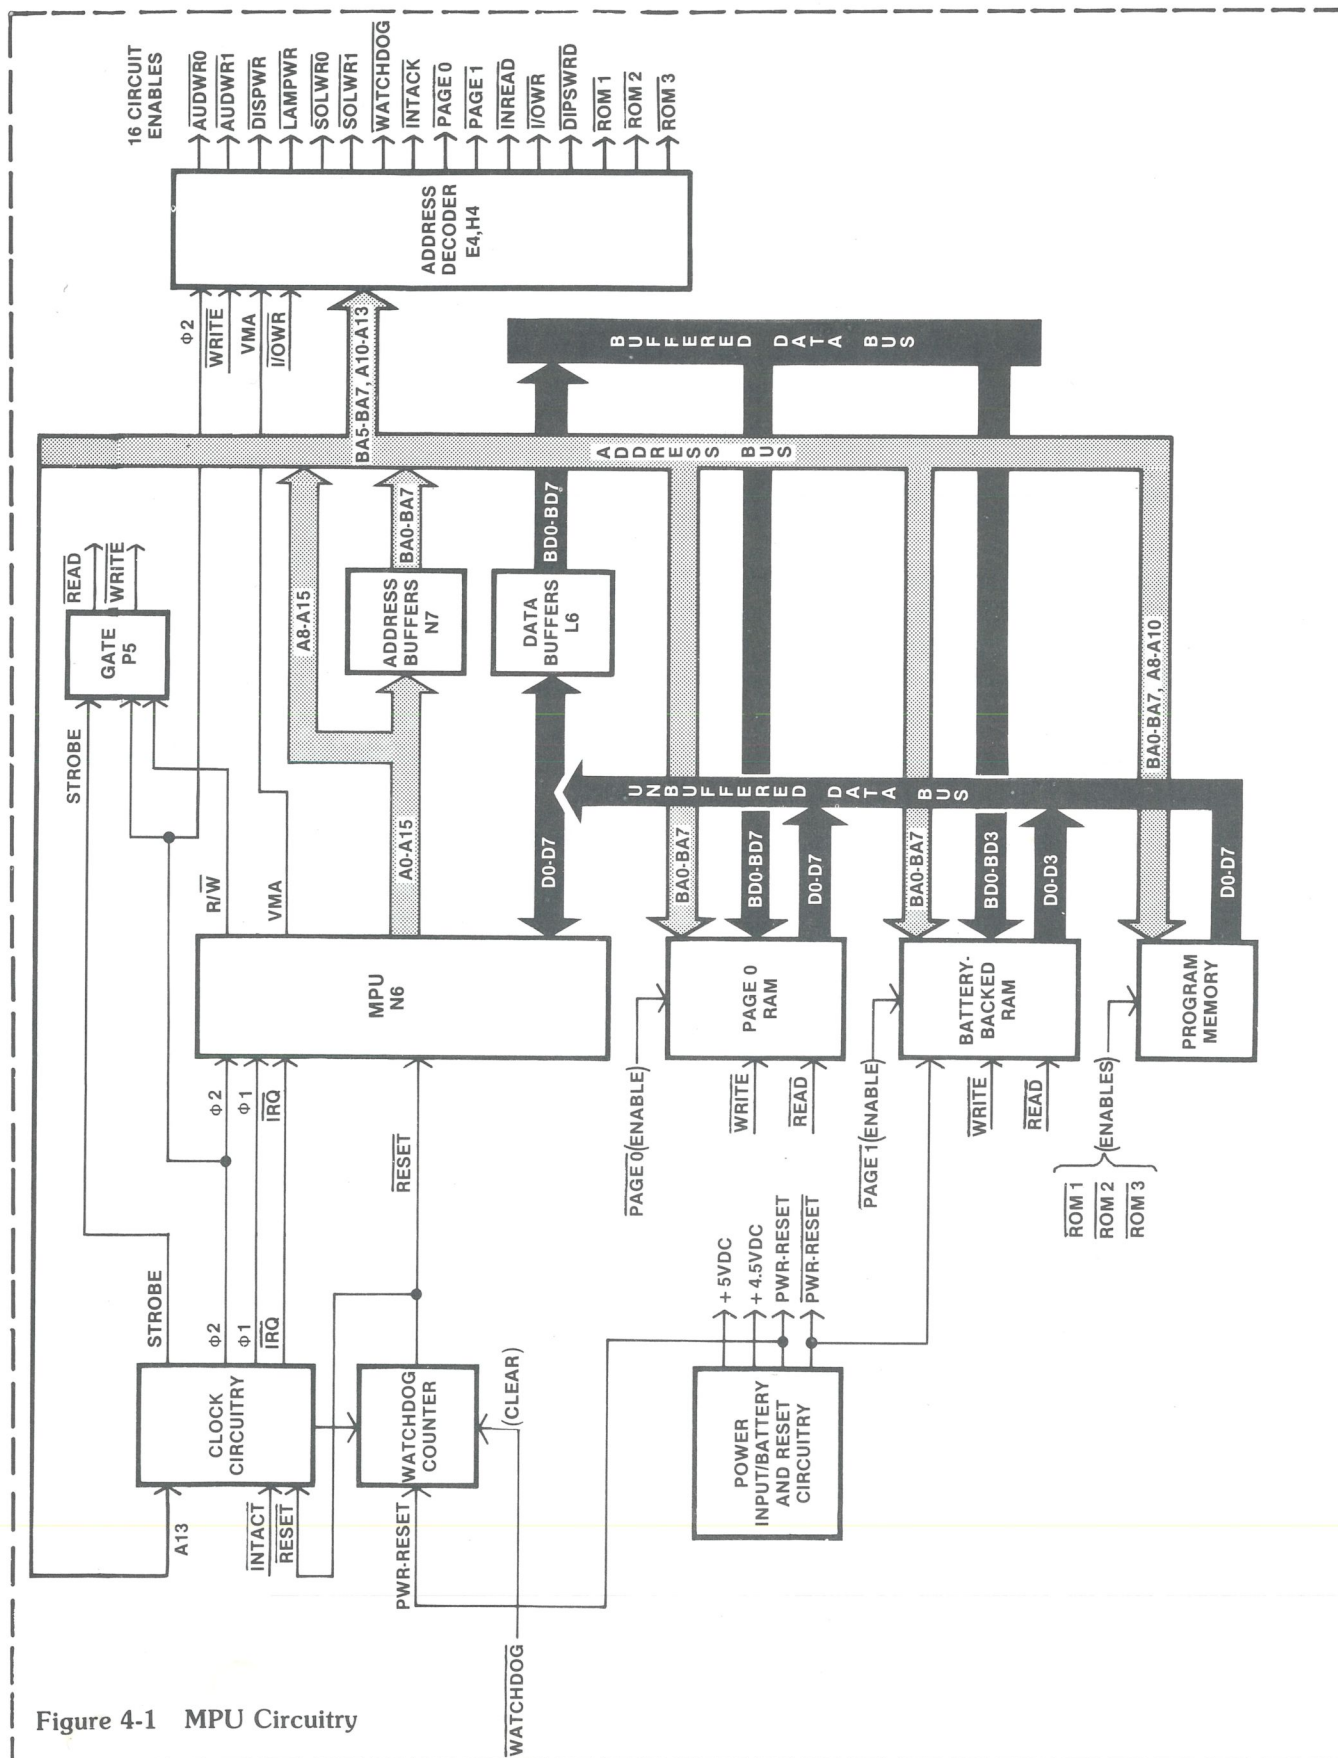 16 CIRCUIT
ENABLES
AUDWR0
AUDWR1
DISPWR
LAMPWR
SOLWR0
SOLWR1
WATCHDOG
INTACK
PAGE 0
PAGE 1
INREAD
I/OWR
DIPSWRD
ROM 1
ROM 2
ROM 3
ADDRESS
DECODER
E4,H4
Φ2
WRITE
VMA
I/OWR
BA5-BA7, A10-A13
BUFFERED DATA BUS
ADDRESS BUS
READ
WRITE
GATE
P5
STROBE
A8-A15
BA0-BA7
ADDRESS
BUFFERS
N7
BD0-BD7
DATA
BUFFERS
L6
R/W
VMA
A0-A15
D0-D7
UNBUFFERED DATA BUS
BA0-BA7
BD0-BD7
D0-D7
BA0-BA7
BD0-BD3
D0-D3
BA0-BA7, A8-A10
D0-D7
MPU
N6
Φ2
Φ1
IRQ
RESET
PAGE 0
RAM
PAGE 0(ENABLE)
WRITE
READ
BATTERY-
BACKED
RAM
PAGE 1(ENABLE)
WRITE
READ
PROGRAM
MEMORY
(ENABLES)
ROM 1
ROM 2
ROM 3
STROBE
Φ2
Φ1
IRQ
CLOCK
CIRCUITRY
A13
INTACT
RESET
WATCHDOG
COUNTER
PWR-RESET
(CLEAR)
WATCHDOG
+5VDC
+4.5VDC
PWR-RESET
PWR-RESET
POWER
INPUT/BATTERY
AND RESET
CIRCUITRY
Figure 4-1 MPU Circuitry